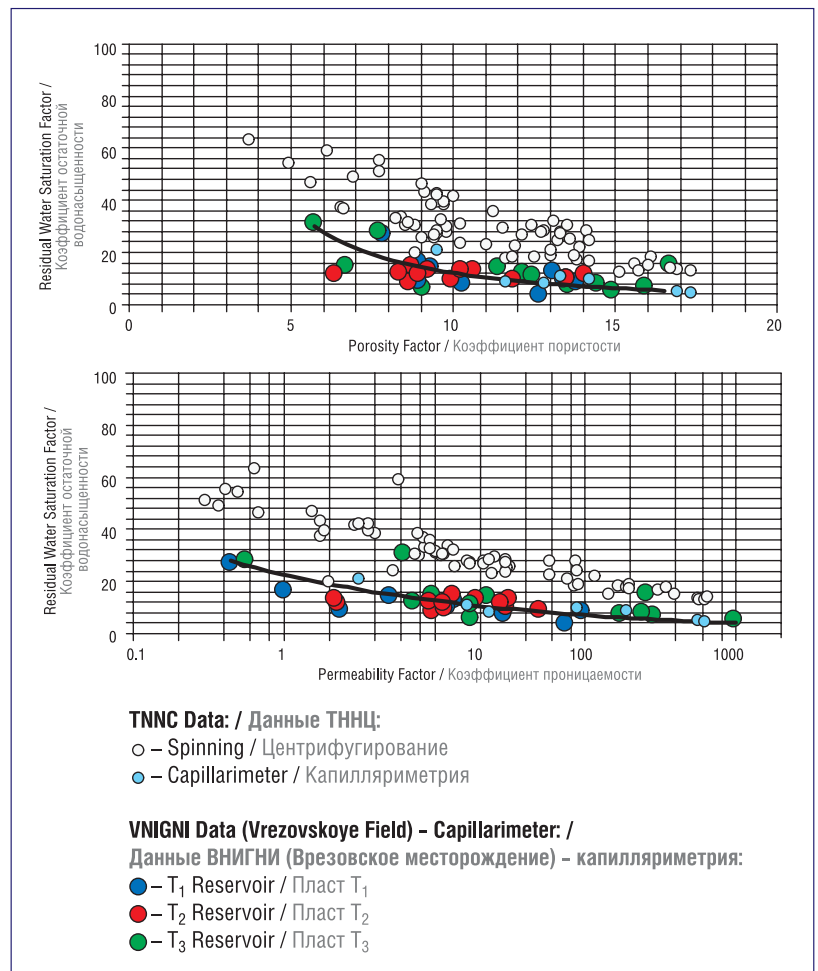 100
80
60
40
20
0
Residual Water Saturation Factor /
Коэффициент остаточной
водонасыщенности
0 5 10 15 20
Porosity Factor / Коэффициент пористости
100
80
60
40
20
0
Residual Water Saturation Factor /
Коэффициент остаточной
водонасыщенности
0.1 1 10 100 1000
Permeability Factor / Коэффициент проницаемости
TNNC Data: / Данные ТННЦ:
– Spinning / Центрифугирование
– Capillarimeter / Капилляриметрия
VNIGNI Data (Vrezovskoye Field) – Capillarimeter: /
Данные ВНИГНИ (Врезовское месторождение) – капилляриметрия:
– T₁ Reservoir / Пласт T₁
– T₂ Reservoir / Пласт T₂
– T₃ Reservoir / Пласт T₃